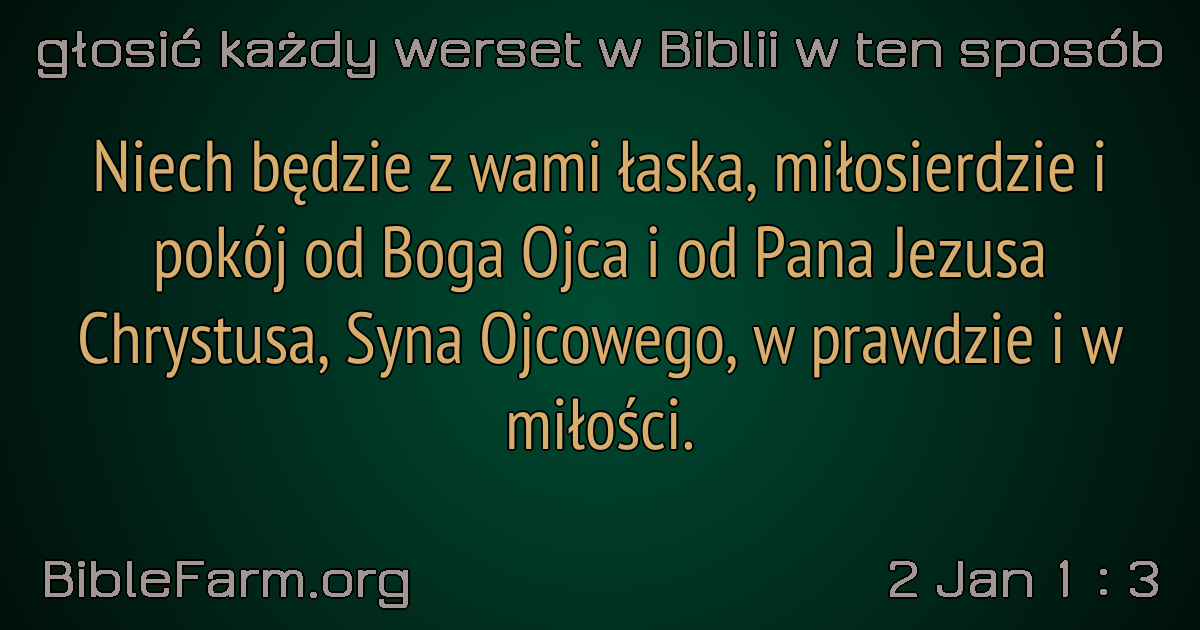 głosić każdy werset w Biblii w ten sposób
Niech będzie z wami łaska, miłosierdzie i
pokój od Boga Ojca i od Pana Jezusa
Chrystusa, Syna Ojcowego, w prawdzie i w
miłości.
BibleFarm.org
2 Jan 1 : 3